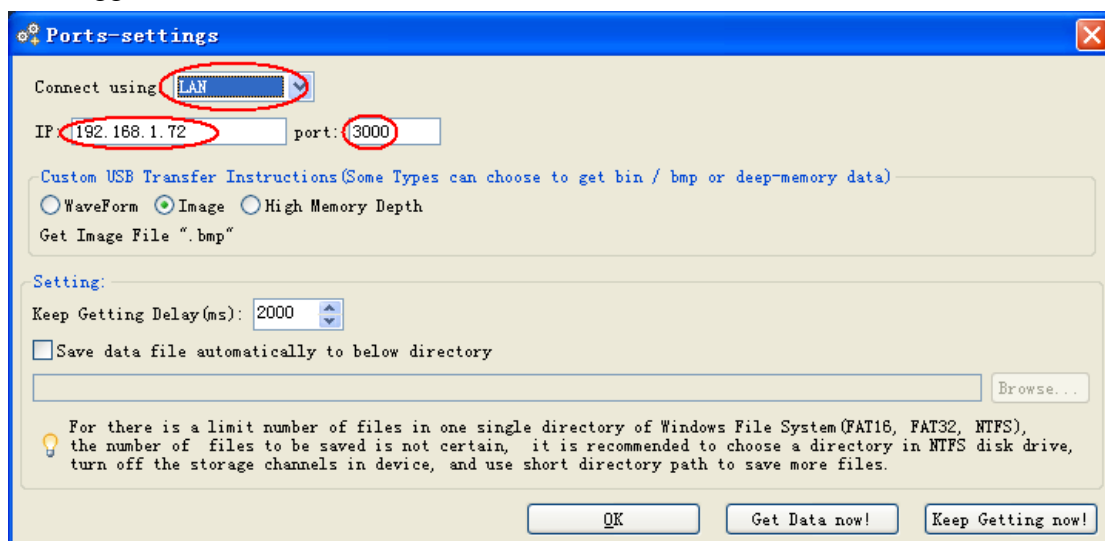 Ports-settings
Connect using LAN
IP: 192.168.1.72 port: 3000
Custom USB Transfer Instructions(Some Types can choose to get bin / bmp or deep-memory data)
WaveForm Image High Memory Depth
Get Image File ".bmp"
Setting:
Keep Getting Delay(ms): 2000
Save data file automatically to below directory
Browse...
For there is a limit number of files in one single directory of Windows File System(FAT16, FAT32, NTFS),
the number of files to be saved is not certain, it is recommended to choose a directory in NTFS disk drive,
turn off the storage channels in device, and use short directory path to save more files.
OK Get Data now! Keep Getting now!